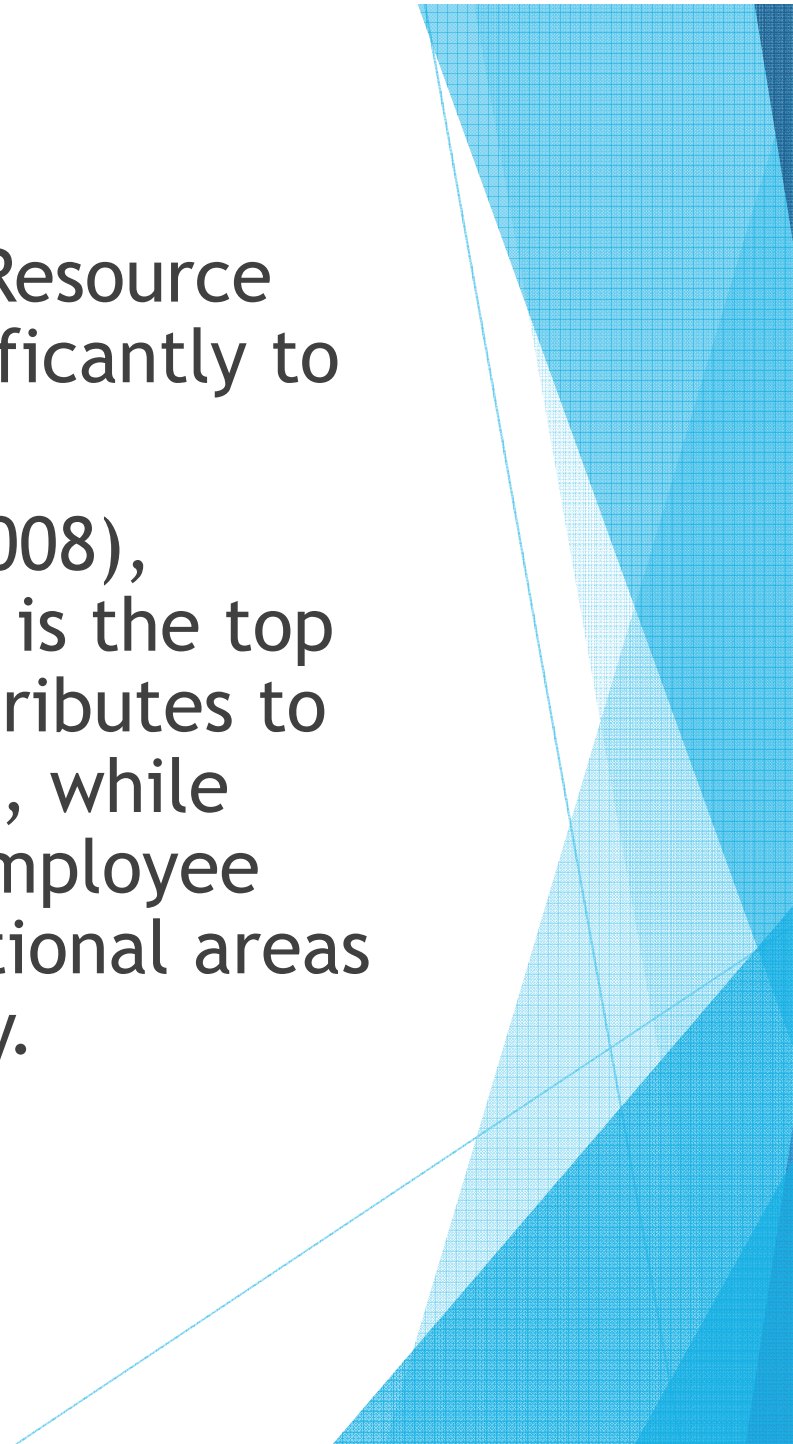 Resource
ficantly to
008),
is the top
ributes to
, while
mployee
tional areas
y.